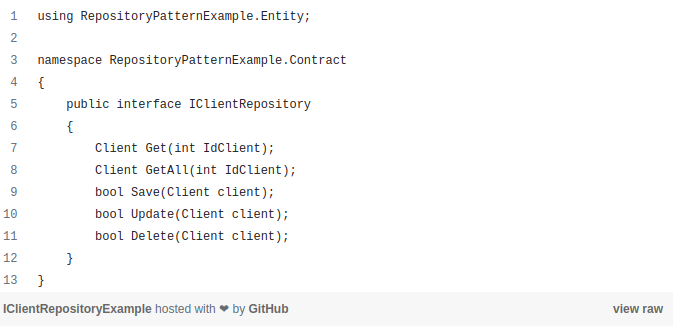 1 using RepositoryPatternExample.Entity;
2
3 namespace RepositoryPatternExample.Contract
4 {
5     public interface IClientRepository
6     {
7         Client Get(int IdClient);
8         Client GetAll(int IdClient);
9         bool Save(Client client);
10         bool Update(Client client);
11         bool Delete(Client client);
12     }
13 }
IClientRepositoryExample hosted with ❤ by GitHub view raw